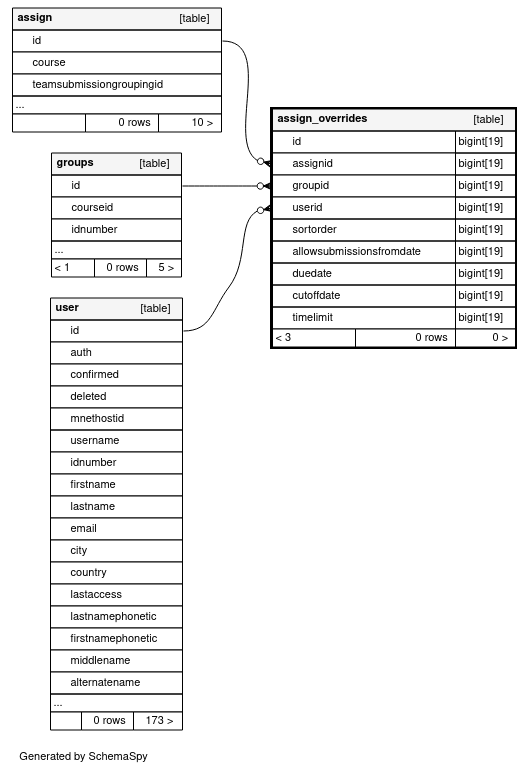 assign [table]
id
course
teamsubmissiongroupingid
...
0 rows 10 >
groups [table]
id
courseid
idnumber
...
< 1 0 rows 5 >
user [table]
id
auth
confirmed
deleted
mnethostid
username
idnumber
firstname
lastname
email
city
country
lastaccess
lastnamephonetic
firstnamephonetic
middlename
alternatename
...
0 rows 173 >
assign_overrides [table]
id bigint[19]
assignid bigint[19]
groupid bigint[19]
userid bigint[19]
sortorder bigint[19]
allowsubmissionsfromdate bigint[19]
duedate bigint[19]
cutoffdate bigint[19]
timelimit bigint[19]
< 3 0 rows 0 >
Generated by SchemaSpy